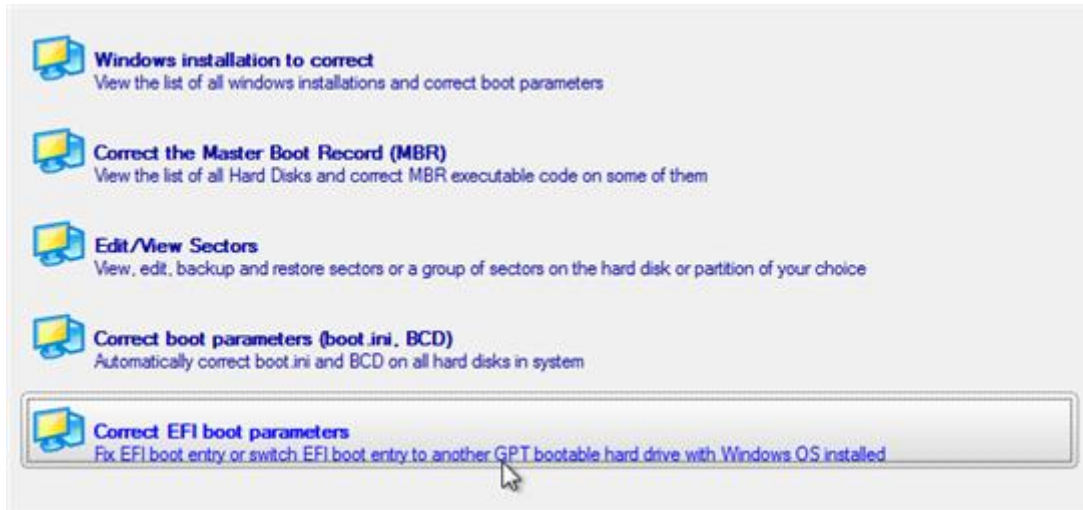 Windows installation to correct
View the list of all windows installations and correct boot parameters
Correct the Master Boot Record (MBR)
View the list of all Hard Disks and correct MBR executable code on some of them
Edit/View Sectors
View, edit, backup and restore sectors or a group of sectors on the hard disk or partition of your choice
Correct boot parameters (boot.ini, BCD)
Automatically correct boot.ini and BCD on all hard disks in system
Correct EFI boot parameters
Fix EFI boot entry or switch EFI boot entry to another GPT bootable hard drive with Windows OS installed